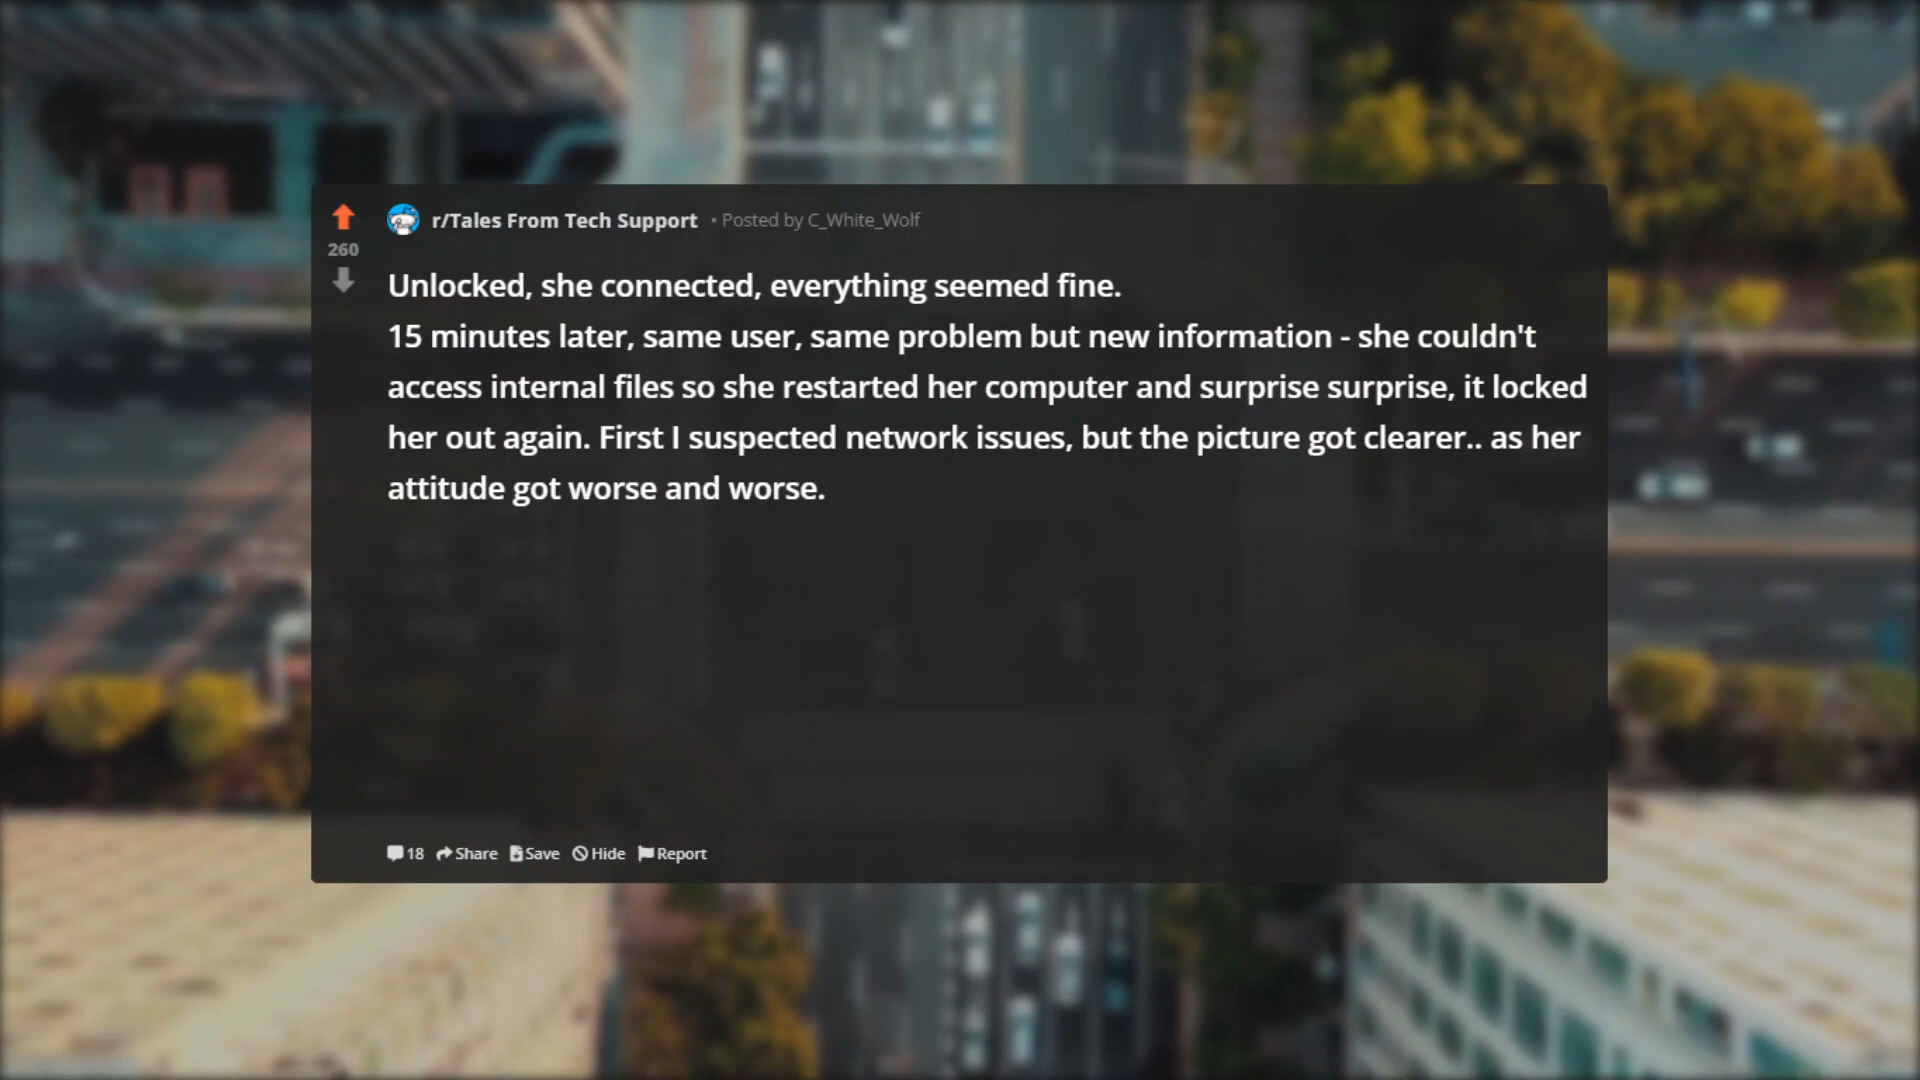 r/Tales From Tech Support • Posted by C_White_Wolf
260
Unlocked, she connected, everything seemed fine.
15 minutes later, same user, same problem but new information - she couldn't
access internal files so she restarted her computer and surprise surprise, it locked
her out again. First I suspected network issues, but the picture got clearer.. as her
attitude got worse and worse.
18 Share Save Hide Report